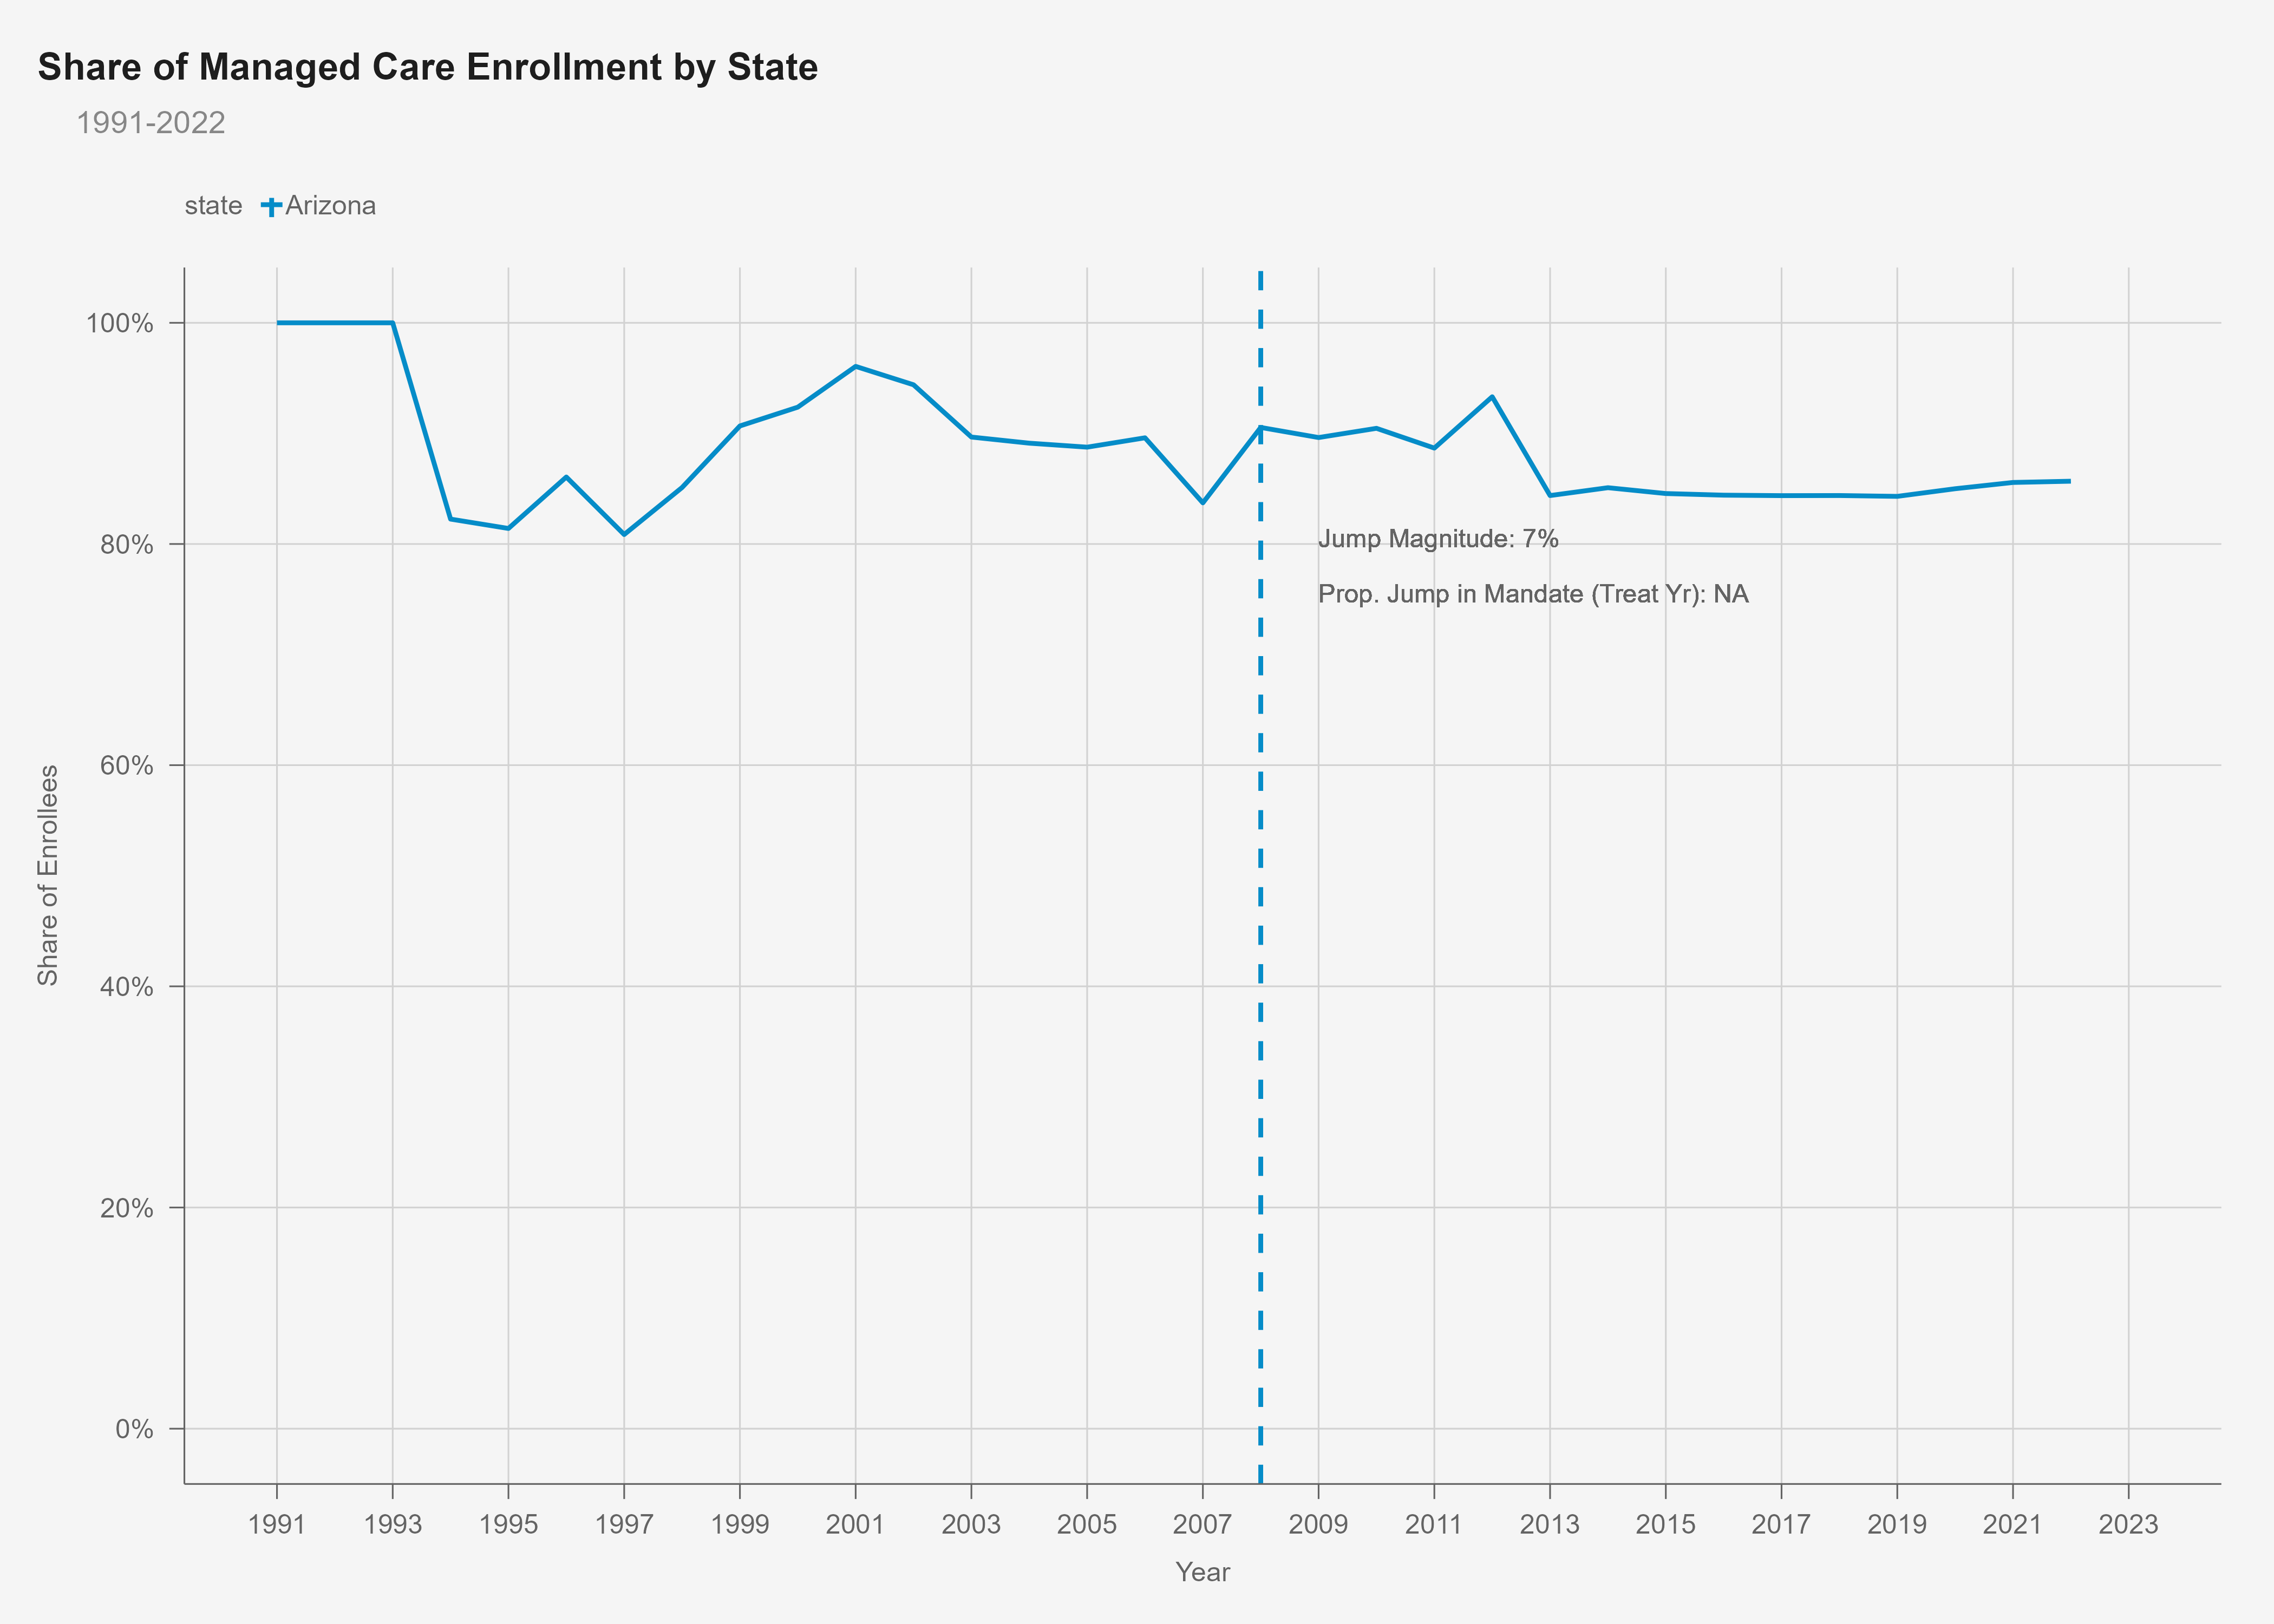 Share of Managed Care Enrollment by State
1991-2022
state Arizona
100%
80%
60%
40%
20%
0%
Share of Enrollees
Jump Magnitude: 7%
Prop. Jump in Mandate (Treat Yr): NA
1991 1993 1995 1997 1999 2001 2003 2005 2007 2009 2011 2013 2015 2017 2019 2021 2023
Year